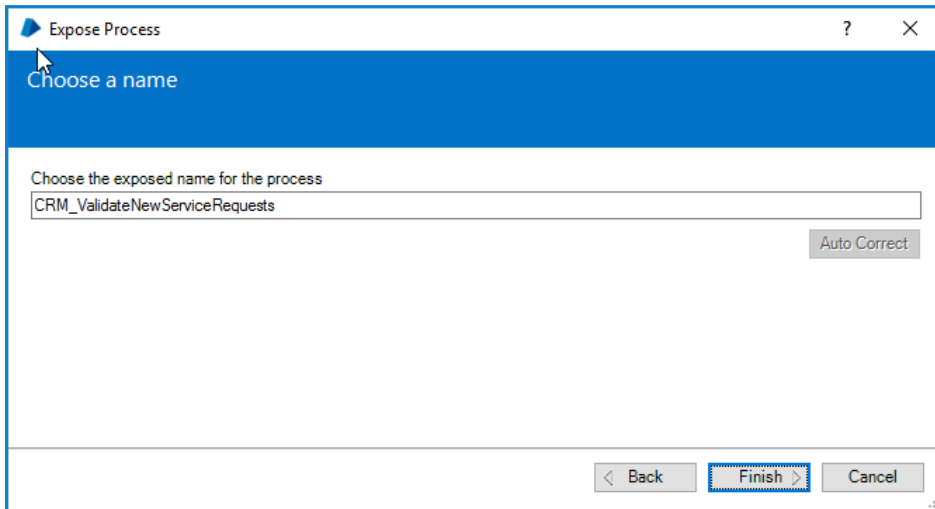 Expose Process ?
Choose a name
Choose the exposed name for the process
CRM_ValidateNewServiceRequests
Auto Correct
Back Finish Cancel